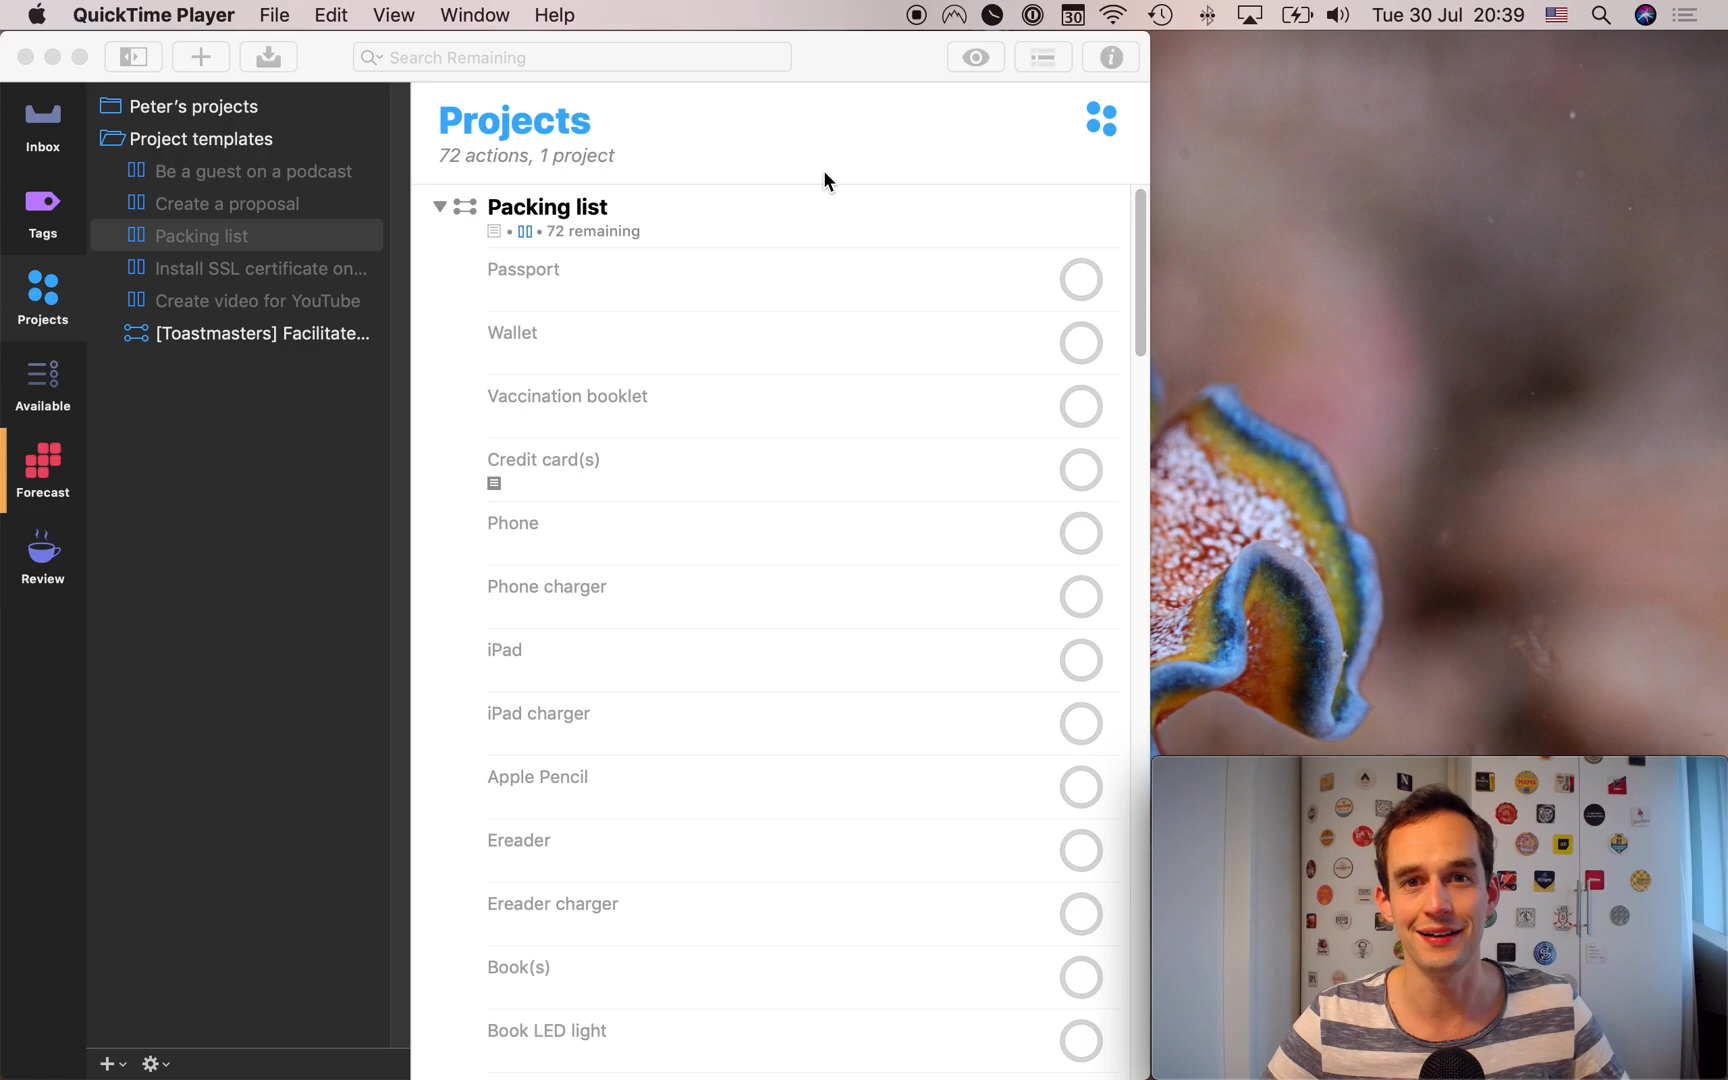 QuickTime Player File Edit View Window Help
30 Tue 30 Jul 20:39
Search Remaining
Inbox
Tags
Projects
Available
Forecast
Review
Peter's projects
Project templates
Be a guest on a podcast
Create a proposal
Packing list
Install SSL certificate on...
Create video for YouTube
[Toastmasters] Facilitate...
Projects
72 actions, 1 project
Packing list
• • 72 remaining
Passport
Wallet
Vaccination booklet
Credit card(s)
Phone
Phone charger
iPad
iPad charger
Apple Pencil
Ereader
Ereader charger
Book(s)
Book LED light